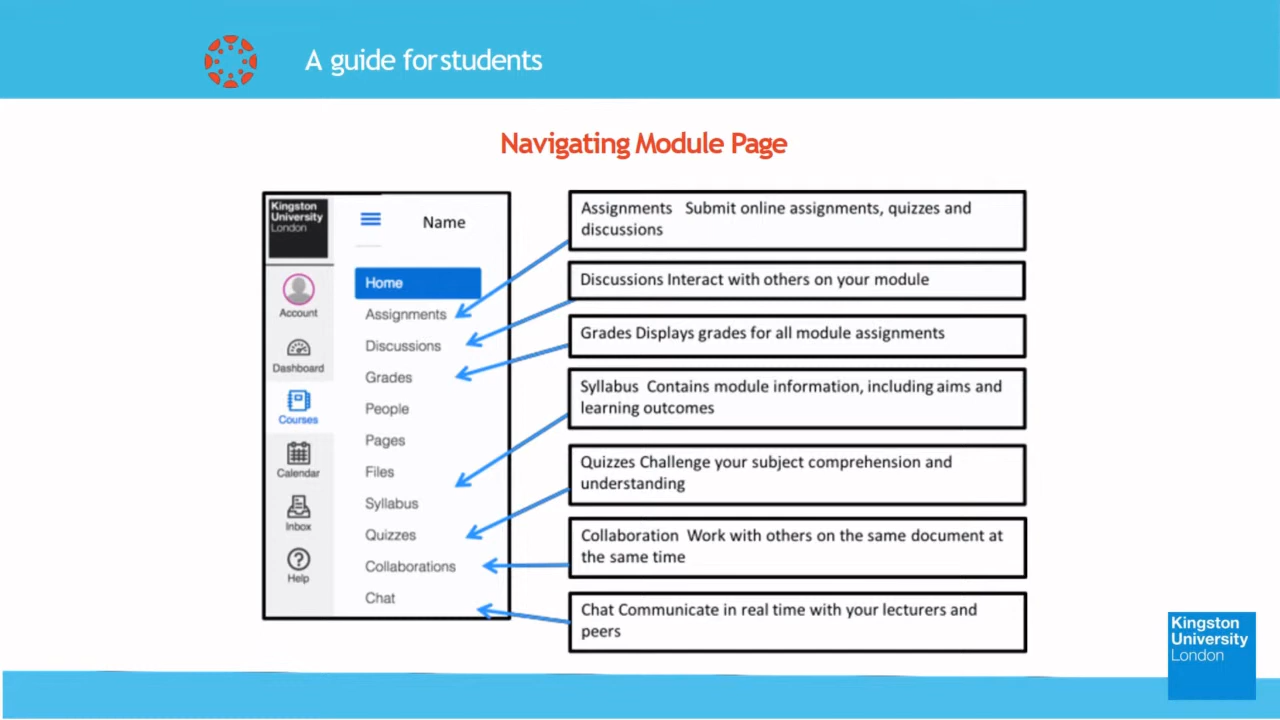 A guide for students
Navigating Module Page
Kingston
University
London
Name
Home
Assignments
Discussions
Grades
People
Pages
Files
Syllabus
Quizzes
Collaborations
Chat
Account
Dashboard
Courses
Calendar
Inbox
Help
Assignments Submit online assignments, quizzes and
discussions
Discussions Interact with others on your module
Grades Displays grades for all module assignments
Syllabus Contains module information, including aims and
learning outcomes
Quizzes Challenge your subject comprehension and
understanding
Collaboration Work with others on the same document at
the same time
Chat Communicate in real time with your lecturers and
peers
Kingston
University
London